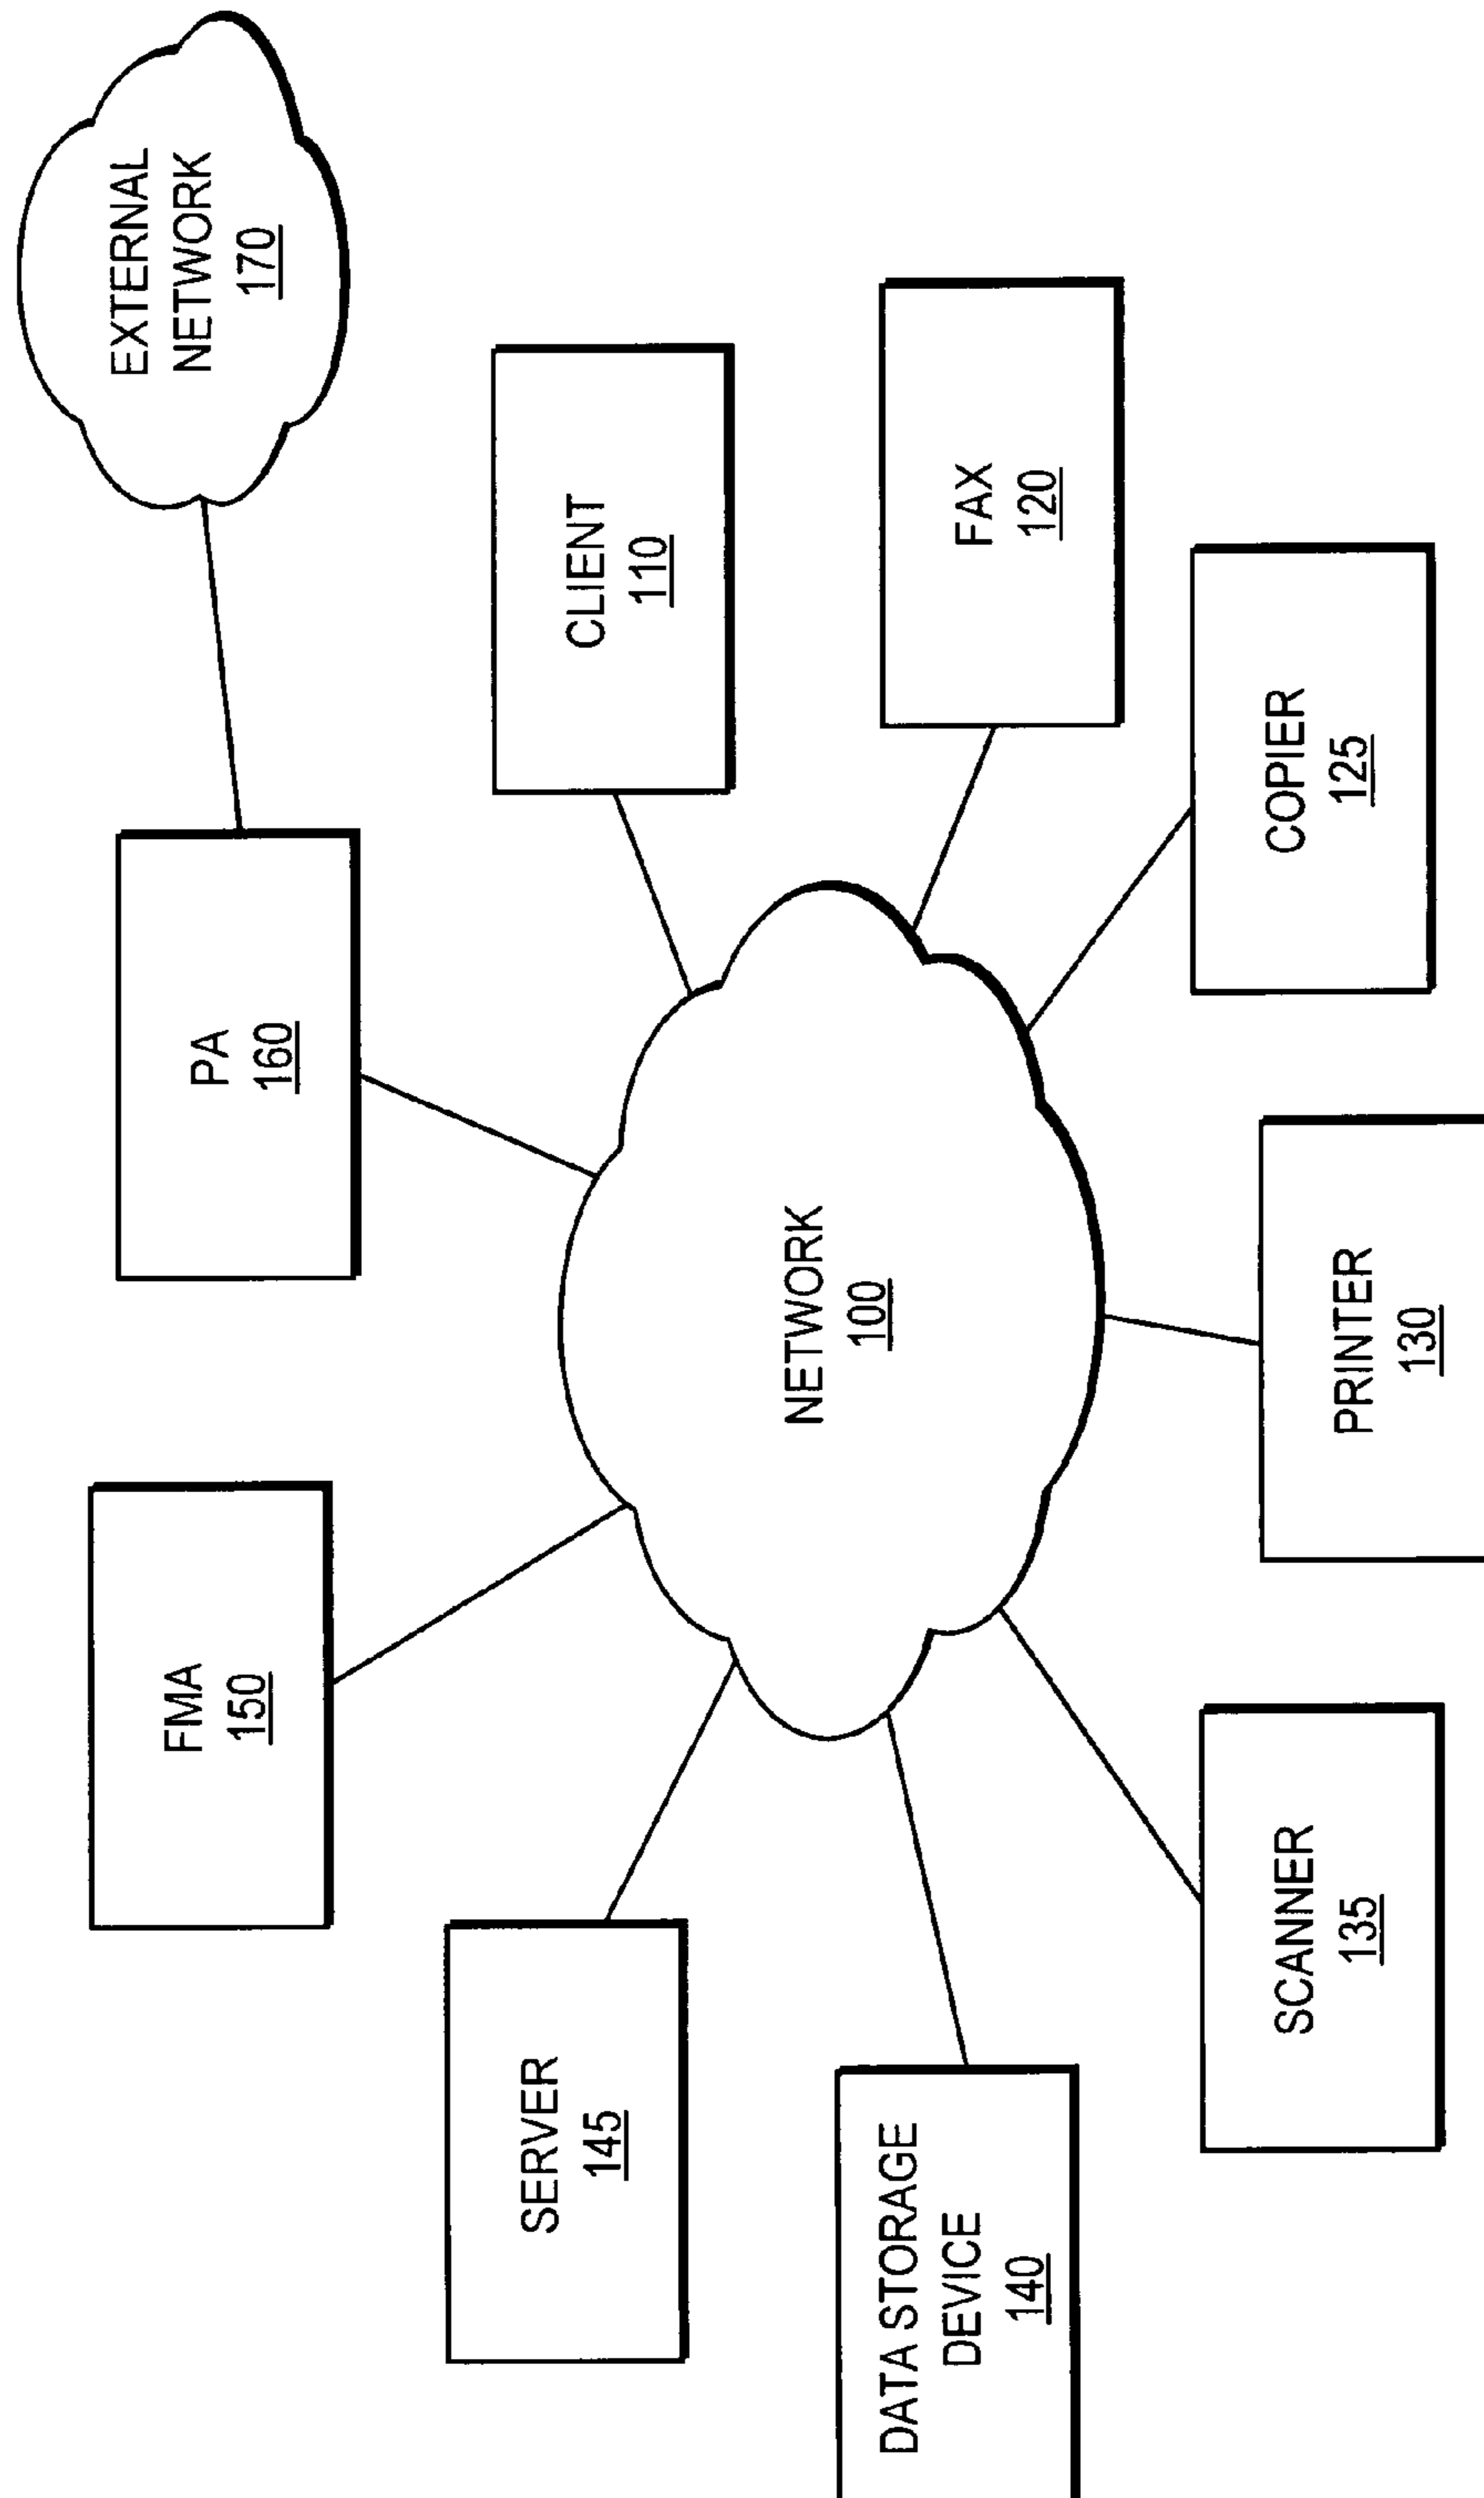 EXTERNAL
NETWORK
170
PA
160
FMA
150
CLIENT
110
SERVER
145
NETWORK
100
FAX
120
DATA STORAGE
DEVICE
140
COPIER
125
PRINTER
130
SCANNER
135